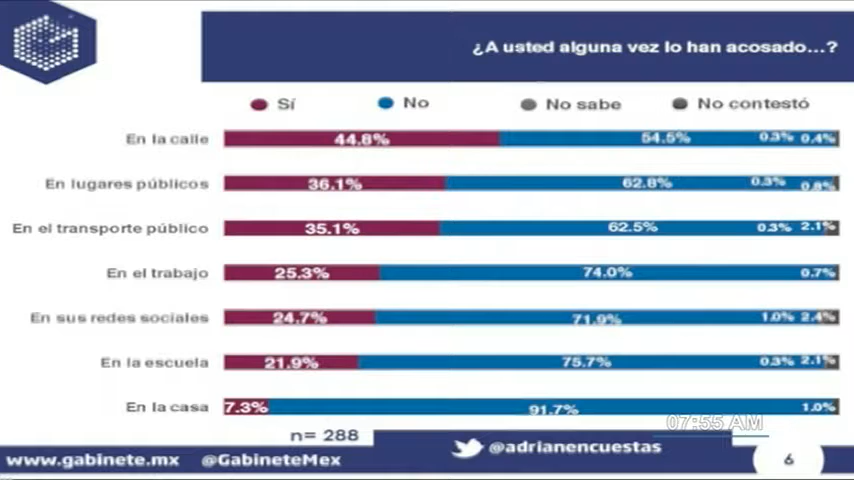 ¿A usted alguna vez lo han acosado...?
Sí No No sabe No contestó
En la calle 44.8% 54.5% 0.3% 0.4%
En lugares públicos 36.1% 62.8% 0.3% 0.8%
En el transporte público 35.1% 62.5% 0.3% 2.1%
En el trabajo 25.3% 74.0% 0.7%
En sus redes sociales 24.7% 71.9% 1.0% 2.4%
En la escuela 21.9% 75.7% 0.3% 2.1%
En la casa 7.3% 91.7% 1.0%
07:55 AM
n= 288
www.gabinete.mx @GabineteMex @adrianencuestas 6